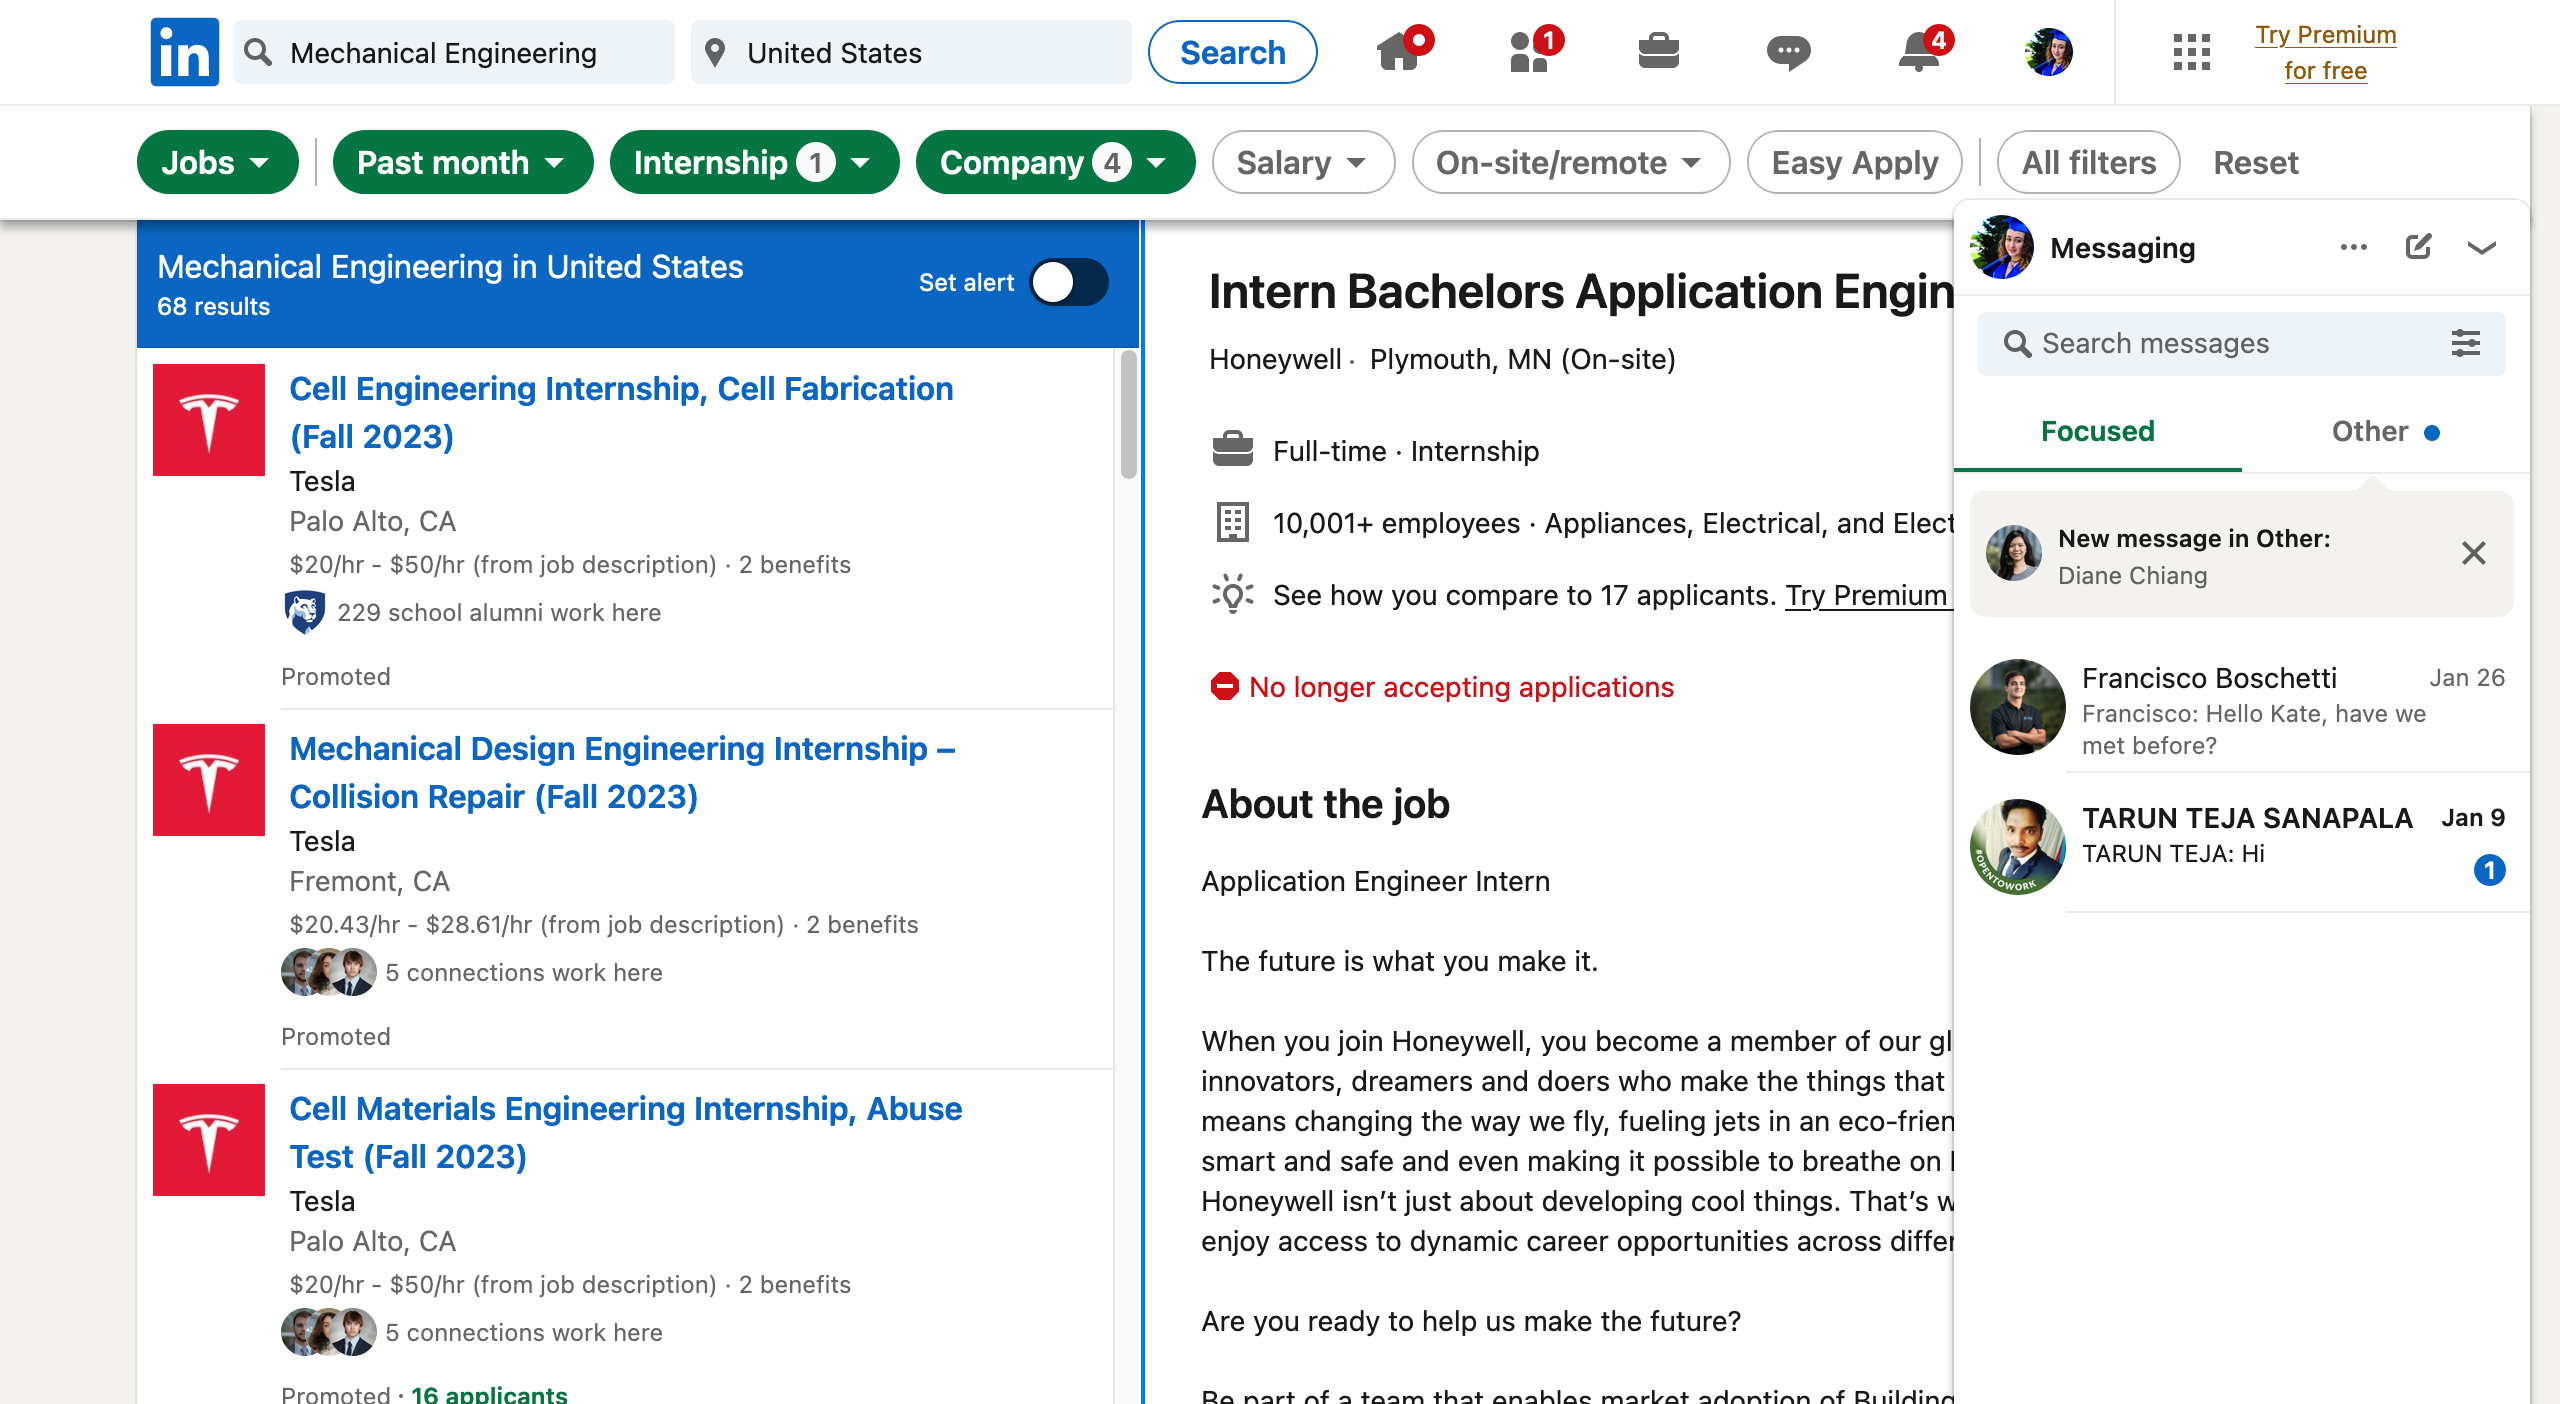 in
Mechanical Engineering
United States
Search
1
4
Try Premium
for free
Jobs
Past month
Internship 1
Company 4
Salary
On-site/remote
Easy Apply
All filters
Reset
Mechanical Engineering in United States
68 results
Set alert
Cell Engineering Internship, Cell Fabrication
(Fall 2023)
Tesla
Palo Alto, CA
$20/hr - $50/hr (from job description) · 2 benefits
229 school alumni work here
Promoted
Mechanical Design Engineering Internship –
Collision Repair (Fall 2023)
Tesla
Fremont, CA
$20.43/hr - $28.61/hr (from job description) · 2 benefits
5 connections work here
Promoted
Cell Materials Engineering Internship, Abuse
Test (Fall 2023)
Tesla
Palo Alto, CA
$20/hr - $50/hr (from job description) · 2 benefits
5 connections work here
Promoted · 16 applicants
Intern Bachelors Application Engin
Honeywell · Plymouth, MN (On-site)
Full-time · Internship
10,001+ employees · Appliances, Electrical, and Elect
See how you compare to 17 applicants. Try Premium
No longer accepting applications
About the job
Application Engineer Intern
The future is what you make it.
When you join Honeywell, you become a member of our gl
innovators, dreamers and doers who make the things that
means changing the way we fly, fueling jets in an eco-frien
smart and safe and even making it possible to breathe on
Honeywell isn’t just about developing cool things. That’s w
enjoy access to dynamic career opportunities across differ
Are you ready to help us make the future?
Be part of a team that enables market adoption of Building
Messaging
Search messages
Focused
Other
New message in Other:
Diane Chiang
Francisco Boschetti
Jan 26
Francisco: Hello Kate, have we
met before?
TARUN TEJA SANAPALA
Jan 9
TARUN TEJA: Hi
1
#OPENTOWORK